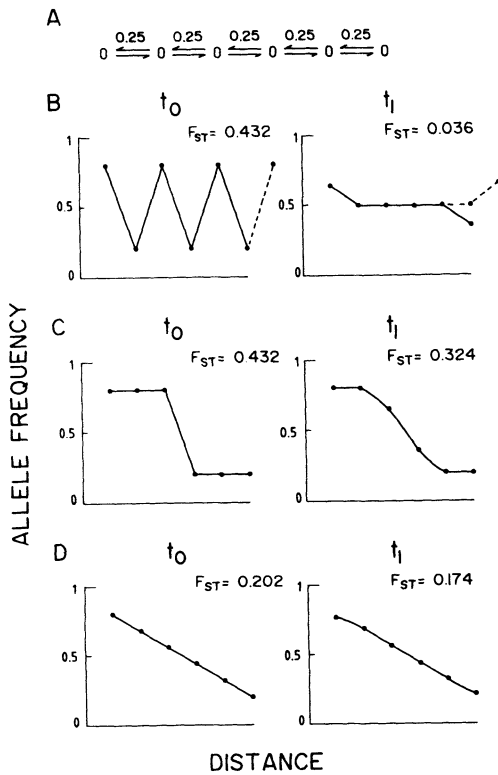 A
0.25 0.25 0.25 0.25 0.25
0 0 0 0 0 0
B
t0 t1
FST= 0.432 FST= 0.036
1 1
0.5 0.5
0 0
C
t0 t1
FST= 0.432 FST= 0.324
1 1
0.5 0.5
0 0
D
t0 t1
FST= 0.202 FST= 0.174
1 1
0.5 0.5
0 0
ALLELE FREQUENCY
DISTANCE